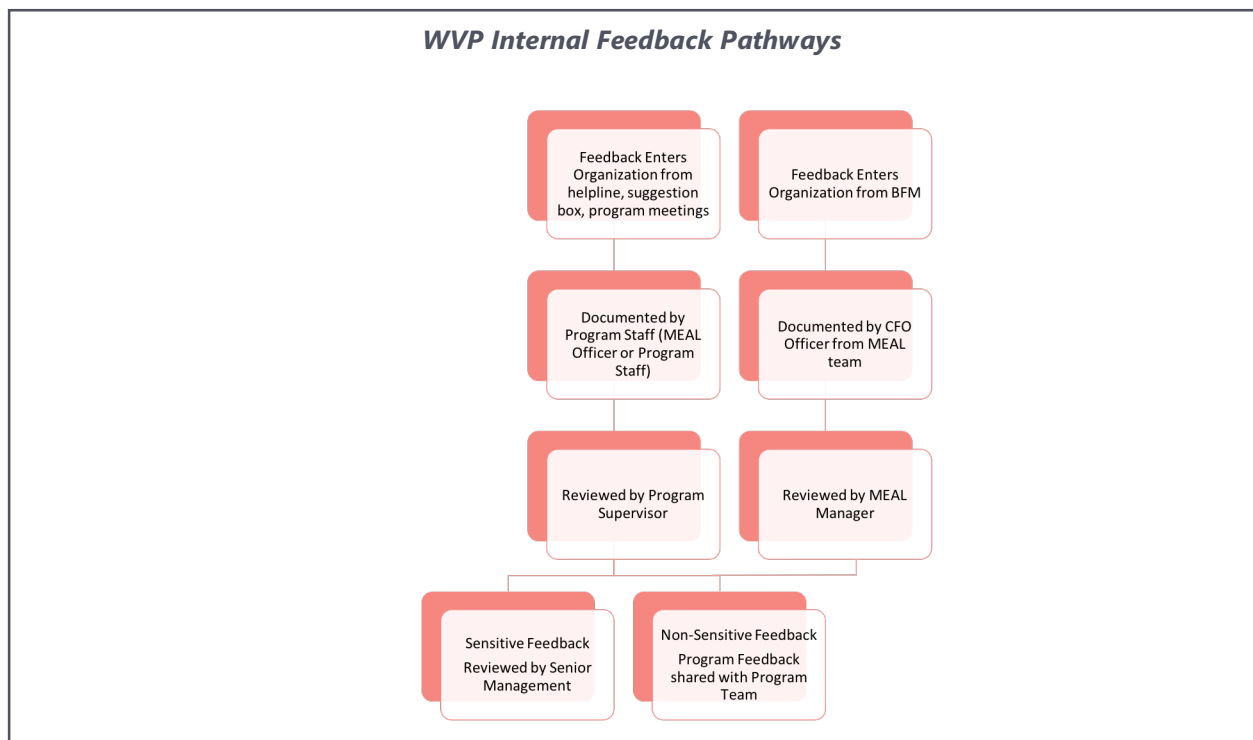 WVP Internal Feedback Pathways
Feedback Enters
Organization from
helpline, suggestion
box, program meetings
Feedback Enters
Organization from BFM
Documented by
Program Staff (MEAL
Officer or Program
Staff)
Documented by CFO
Officer from MEAL
team
Reviewed by Program
Supervisor
Reviewed by MEAL
Manager
Sensitive Feedback
Reviewed by Senior
Management
Non-Sensitive Feedback
Program Feedback
shared with Program
Team